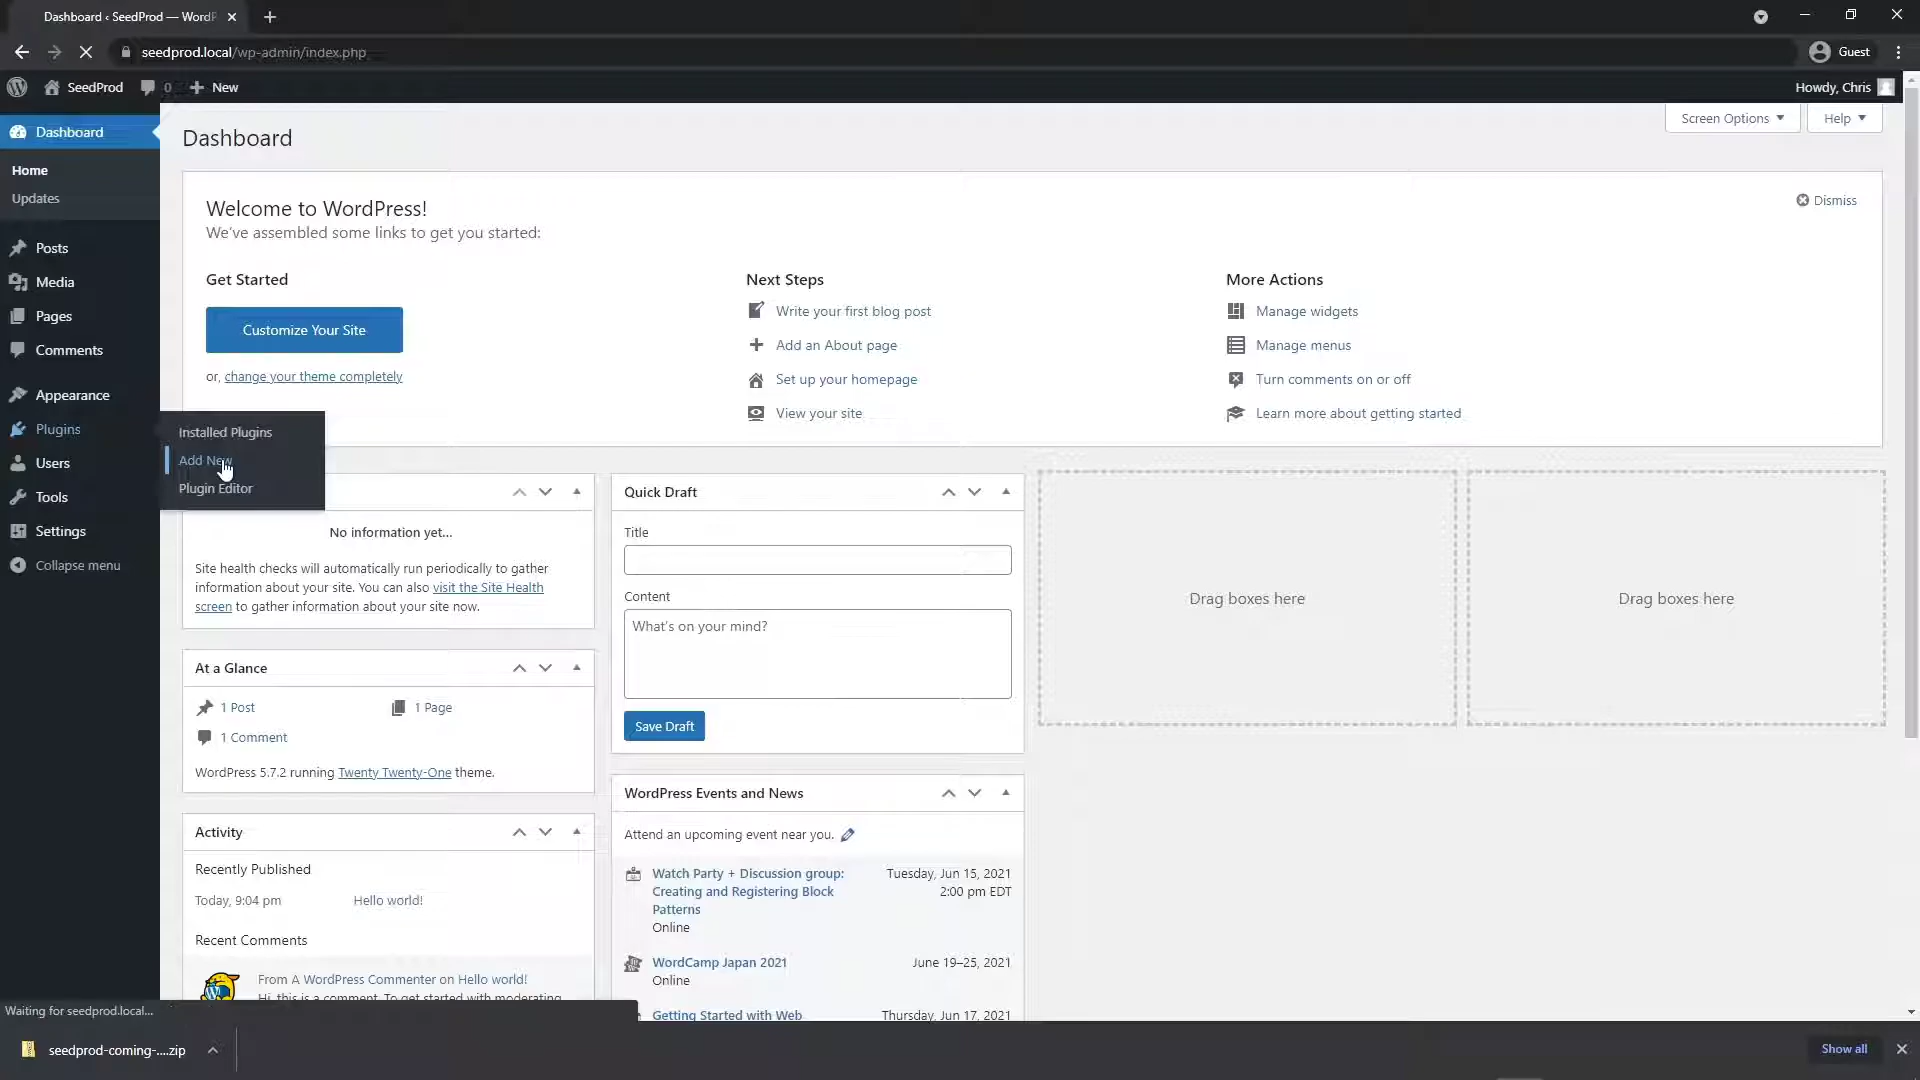 Dashboard ‹ SeedProd — WordP
seedprod.local/wp-admin/index.php
Guest
SeedProd
0
New
Howdy, Chris
Dashboard
Home
Updates
Posts
Media
Pages
Comments
Appearance
Plugins
Users
Tools
Settings
Collapse menu
Installed Plugins
Add New
Plugin Editor
Dashboard
Screen Options
Help
Welcome to WordPress!
We've assembled some links to get you started:
Dismiss
Get Started
Customize Your Site
or, change your theme completely
Next Steps
Write your first blog post
Add an About page
Set up your homepage
View your site
More Actions
Manage widgets
Manage menus
Turn comments on or off
Learn more about getting started
No information yet...
Site health checks will automatically run periodically to gather
information about your site. You can also visit the Site Health
screen to gather information about your site now.
At a Glance
1 Post
1 Page
1 Comment
WordPress 5.7.2 running Twenty Twenty-One theme.
Activity
Recently Published
Today, 9:04 pm
Hello world!
Recent Comments
From A WordPress Commenter on Hello world!
Hi, this is a comment. To get started with moderating,
Quick Draft
Title
Content
What's on your mind?
Save Draft
WordPress Events and News
Attend an upcoming event near you.
Watch Party + Discussion group:
Creating and Registering Block
Patterns
Online
Tuesday, Jun 15, 2021
2:00 pm EDT
WordCamp Japan 2021
Online
June 19–25, 2021
Getting Started with Web
Thursday, Jun 17, 2021
Drag boxes here
Drag boxes here
Waiting for seedprod.local...
seedprod-coming-....zip
Show all